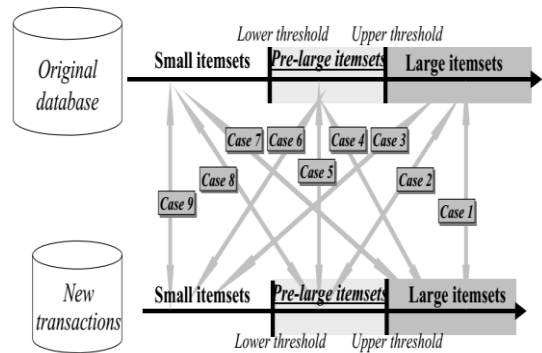 Lower threshold Upper threshold
Original database
Small itemsets Pre-large itemsets Large itemsets
Case 7 Case 6 Case 4 Case 3
Case 8 Case 5 Case 2
Case 9 Case 1
New transactions
Small itemsets Pre-large itemsets Large itemsets
Lower threshold Upper threshold